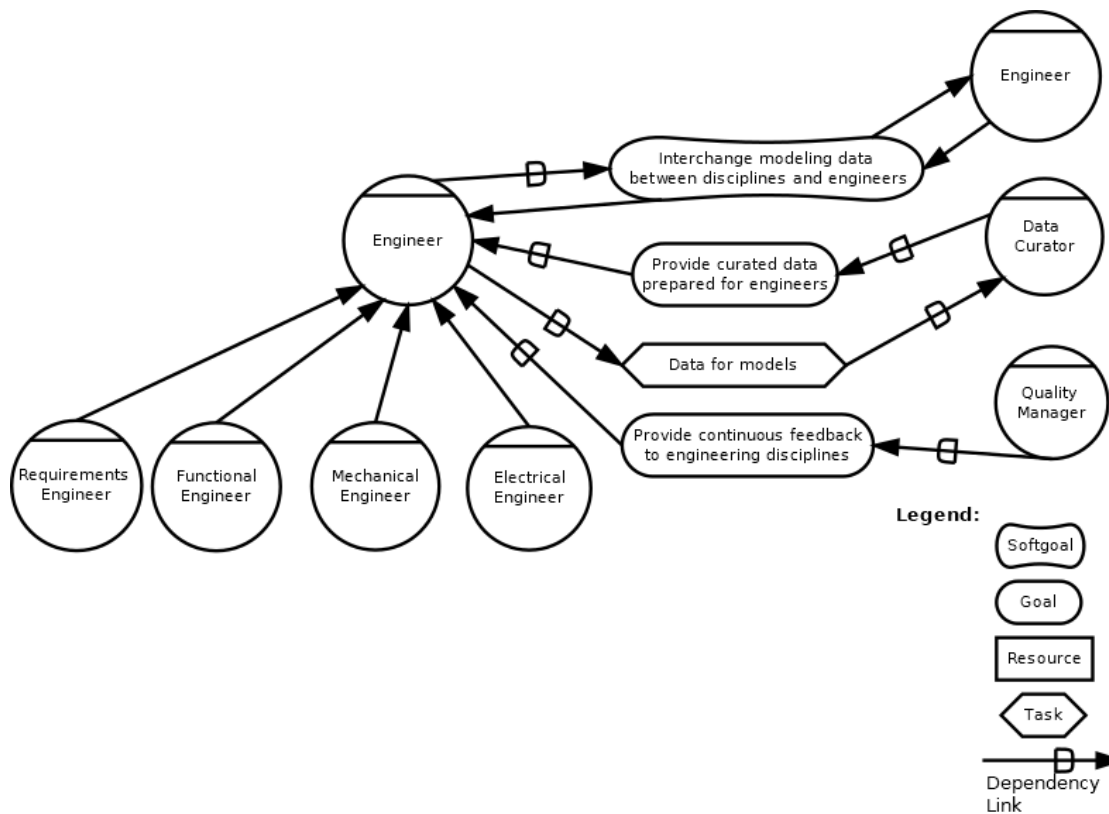 Engineer
Interchange modeling data
between disciplines and engineers
Engineer
Data
Curator
Provide curated data
prepared for engineers
Data for models
Quality
Manager
Provide continuous feedback
to engineering disciplines
Requirements
Engineer
Functional
Engineer
Mechanical
Engineer
Electrical
Engineer
Legend:
Softgoal
Goal
Resource
Task
Dependency
Link